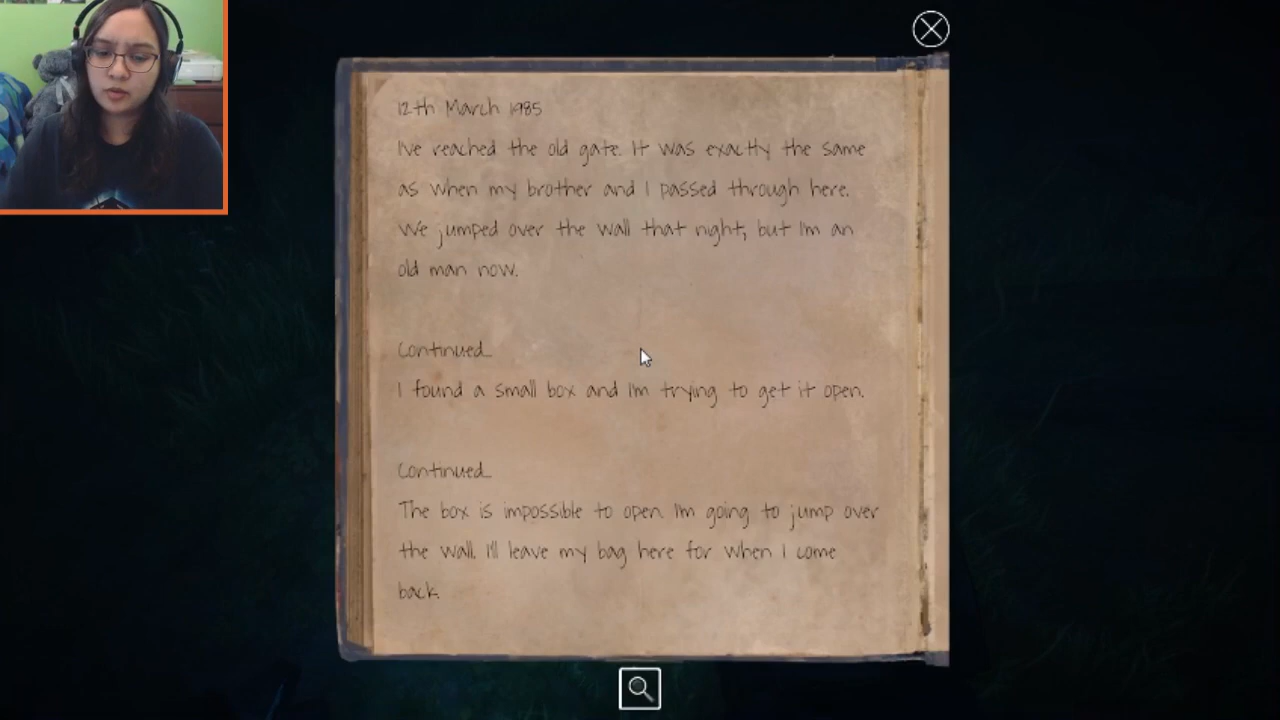 12th March 1985
I've reached the old gate. It was exactly the same
as when my brother and I passed through here.
We jumped over the wall that night, but I'm an
old man now.
Continued...
I found a small box and I'm trying to get it open.
Continued...
The box is impossible to open. I'm going to jump over
the wall. I'll leave my bag here for when I come
back.